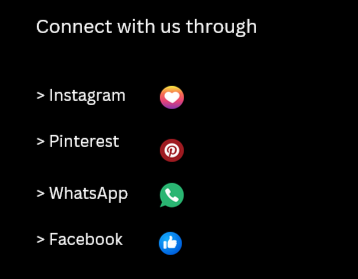 Connect with us through
> Instagram
> Pinterest
> WhatsApp
> Facebook